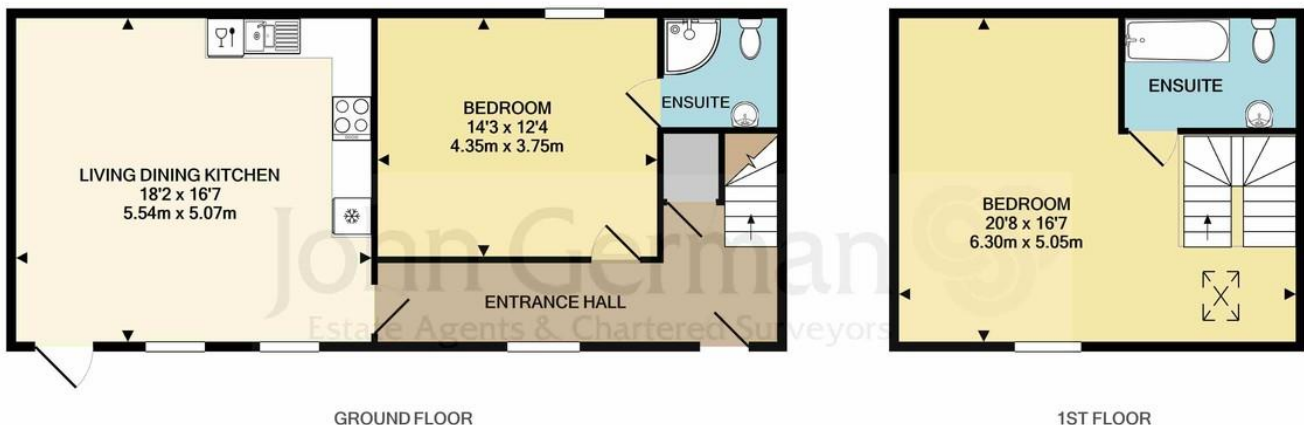 LIVING DINING KITCHEN
18'2 x 16'7
5.54m x 5.07m
BEDROOM
14'3 x 12'4
4.35m x 3.75m
ENSUITE
ENTRANCE HALL
John German
Estate Agents & Chartered Surveyors
GROUND FLOOR
ENSUITE
BEDROOM
20'8 x 16'7
6.30m x 5.05m
1ST FLOOR